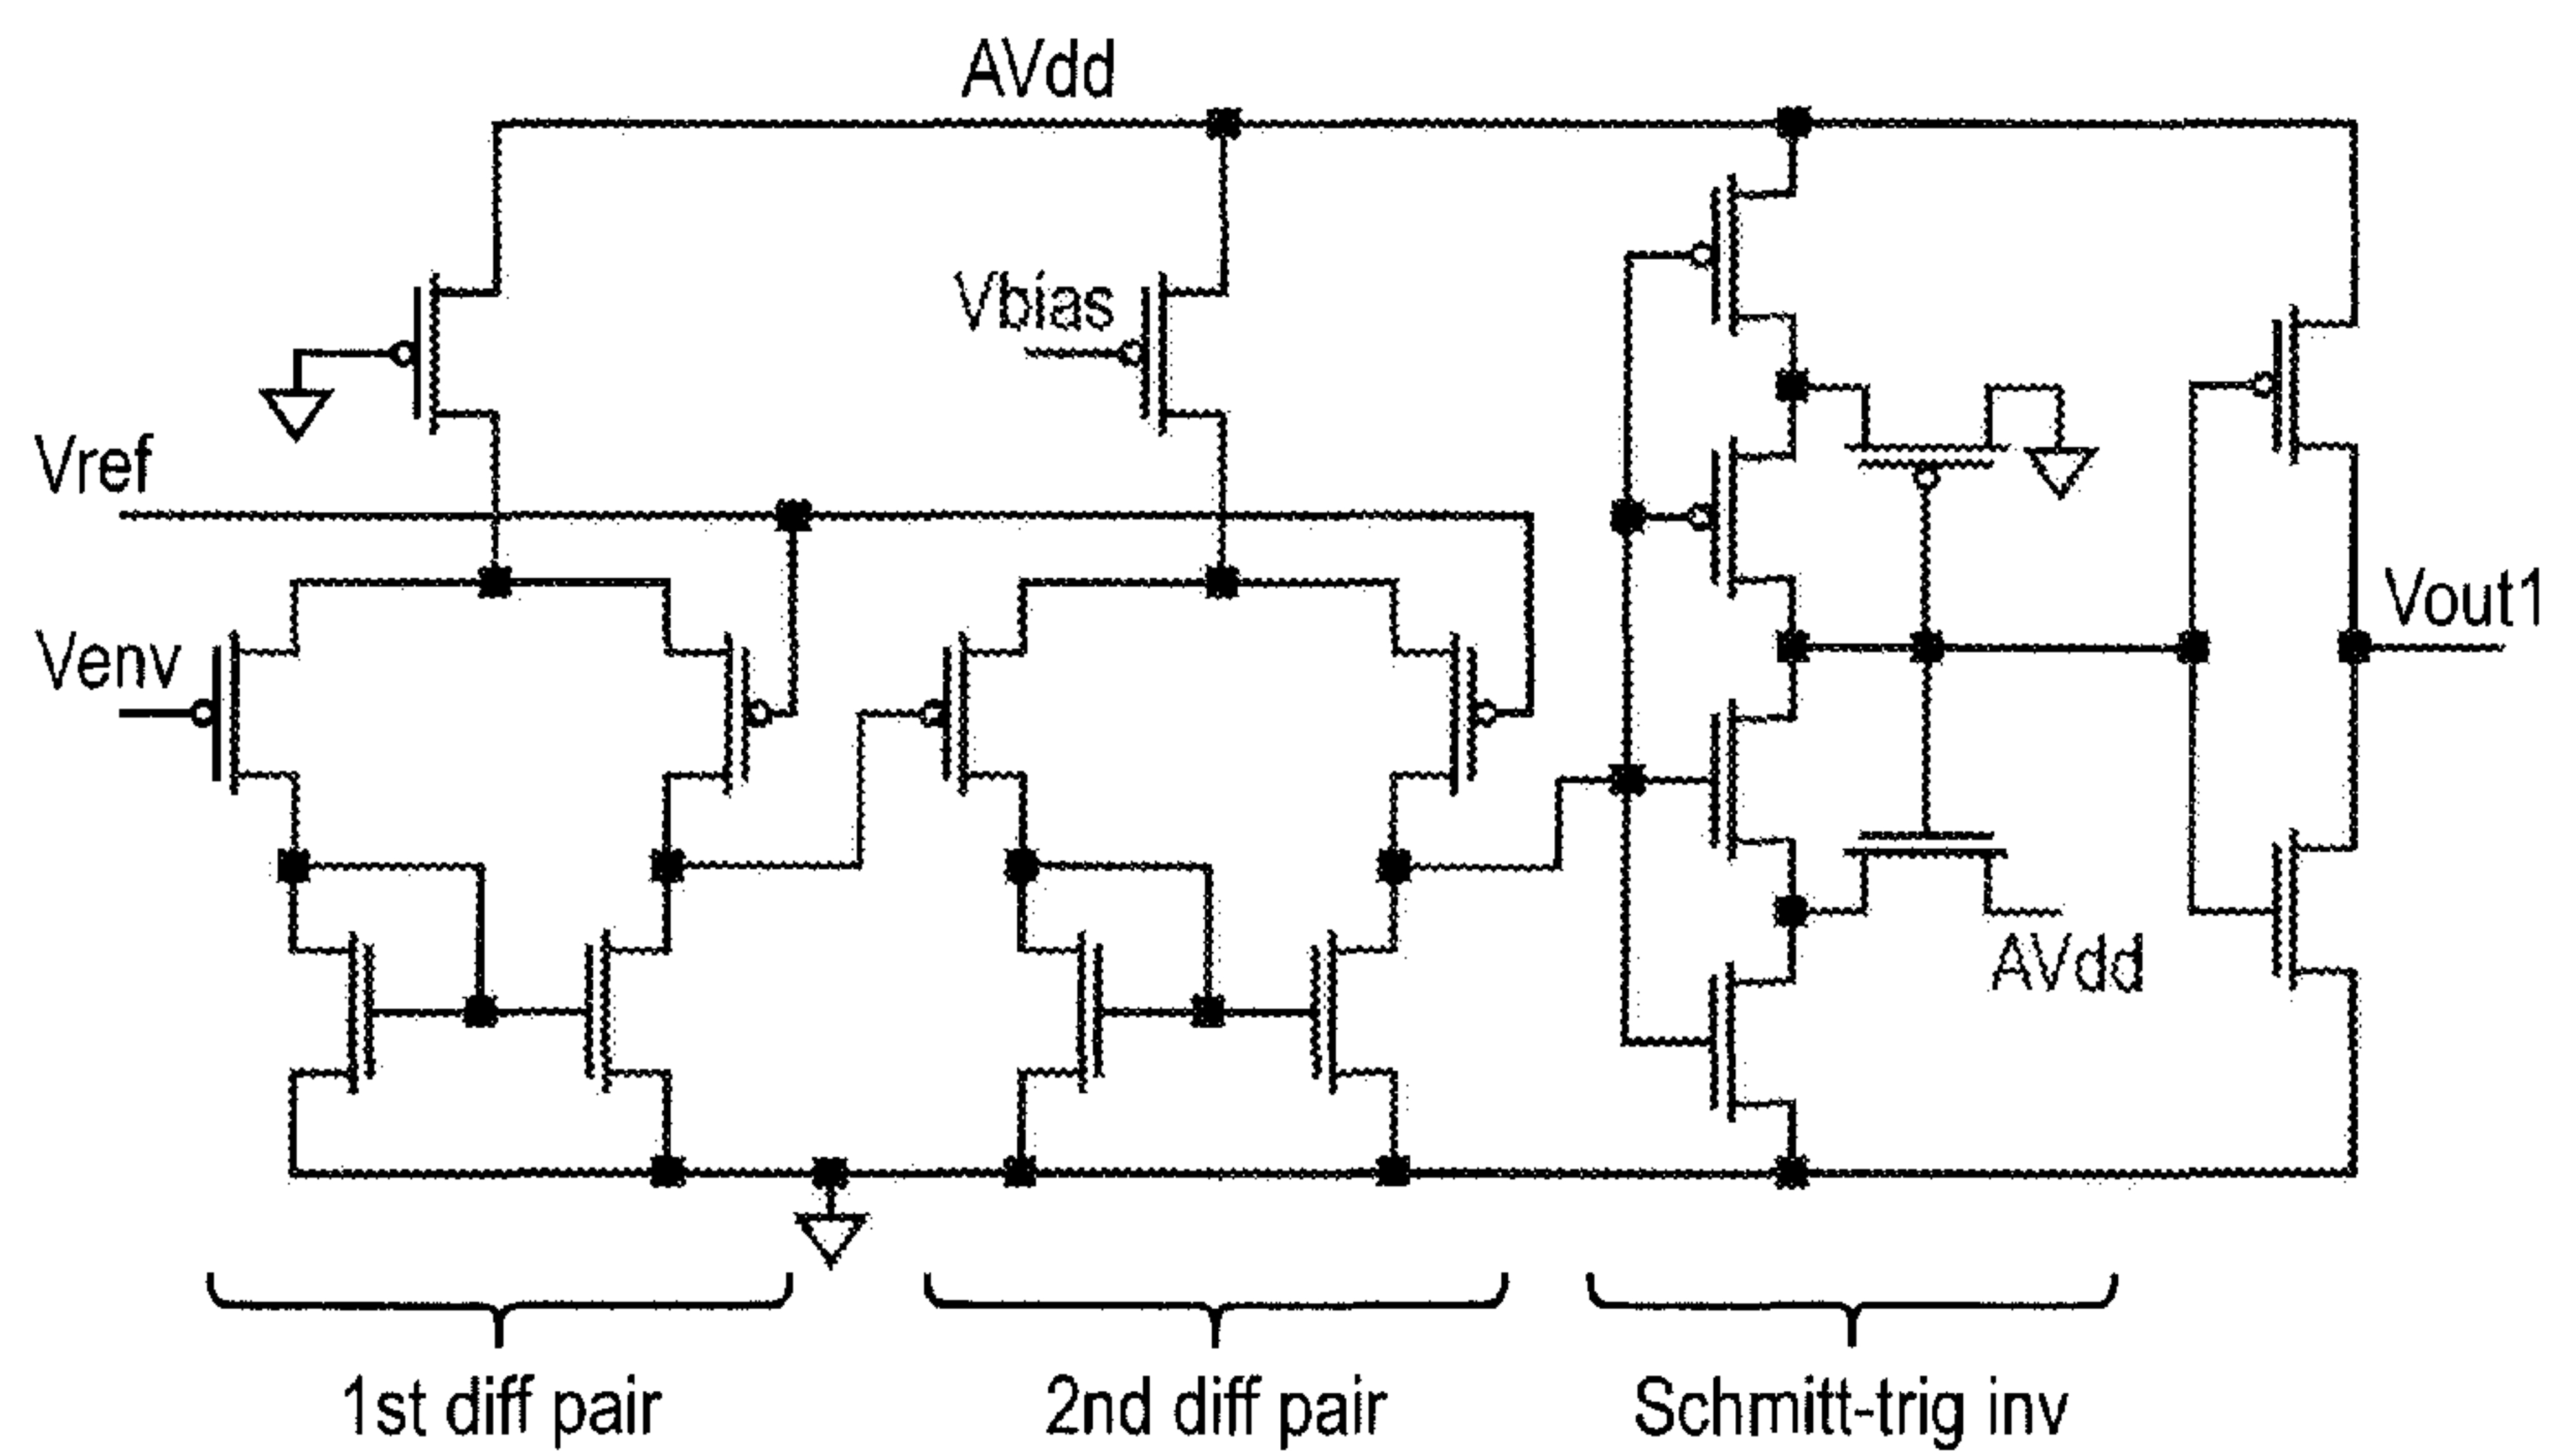 AVdd
Vbias
Vref
Venv
Vout1
AVdd
1st diff pair
2nd diff pair
Schmitt-trig inv